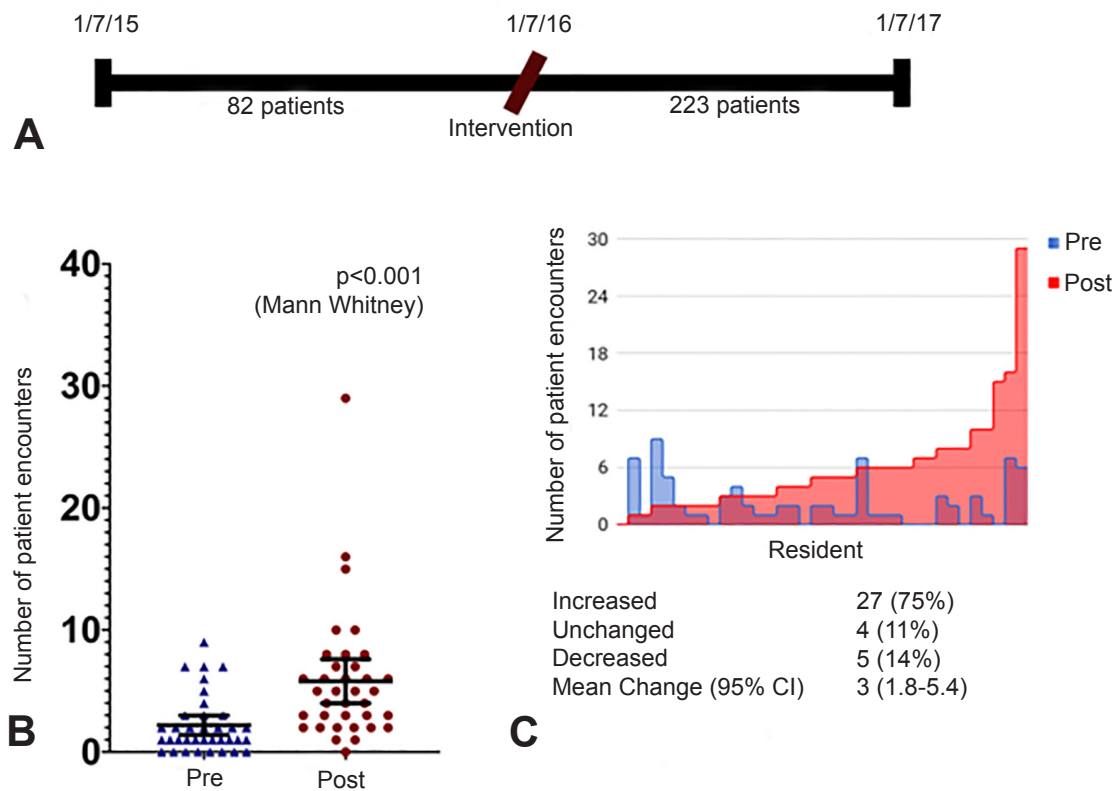 1/7/15
1/7/16
1/7/17
82 patients
223 patients
Intervention
A
Number of patient encounters
40
30
20
10
0
p<0.001
(Mann Whitney)
Pre
Post
B
Number of patient encounters
30
24
18
12
6
0
Pre
Post
Resident
Increased 27 (75%)
Unchanged 4 (11%)
Decreased 5 (14%)
Mean Change (95% CI) 3 (1.8-5.4)
C